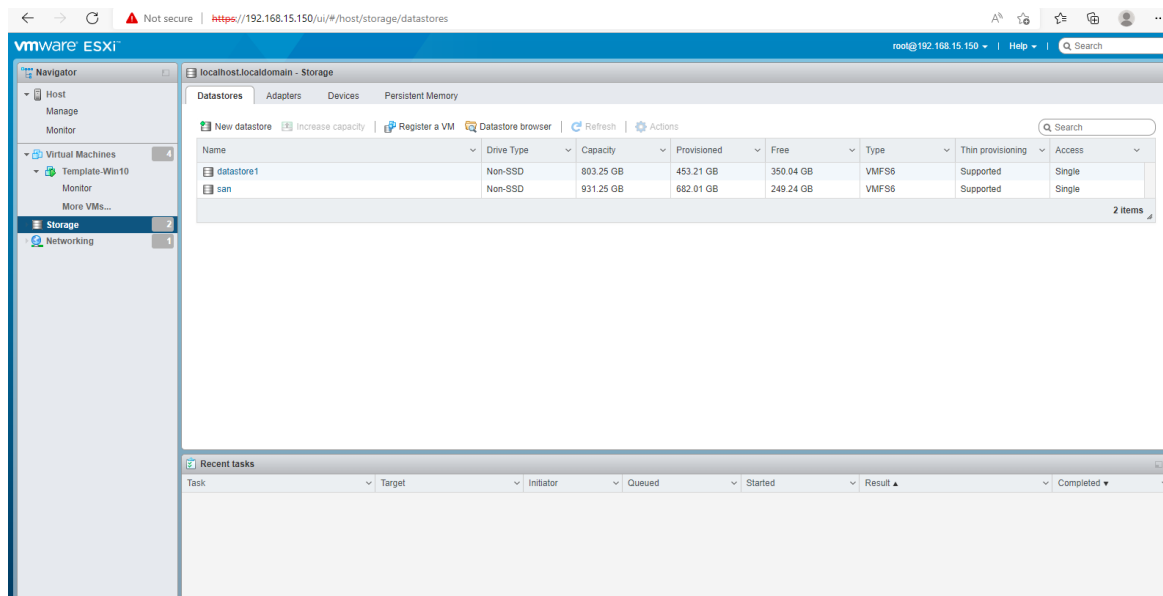 Not secure | https://192.168.15.150/ui/#/host/storage/datastores
vmware ESXi™
root@192.168.15.150 | Help | Search
Navigator
Host
Manage
Monitor
Virtual Machines 4
Template-Win10
Monitor
More VMs...
Storage 2
Networking 1
localhost.localdomain - Storage
Datastores Adapters Devices Persistent Memory
New datastore Increase capacity | Register a VM Datastore browser | Refresh | Actions
Search
Name Drive Type Capacity Provisioned Free Type Thin provisioning Access
datastore1 Non-SSD 803.25 GB 453.21 GB 350.04 GB VMFS6 Supported Single
san Non-SSD 931.25 GB 682.01 GB 249.24 GB VMFS6 Supported Single
2 items
Recent tasks
Task Target Initiator Queued Started Result ▲ Completed ▼